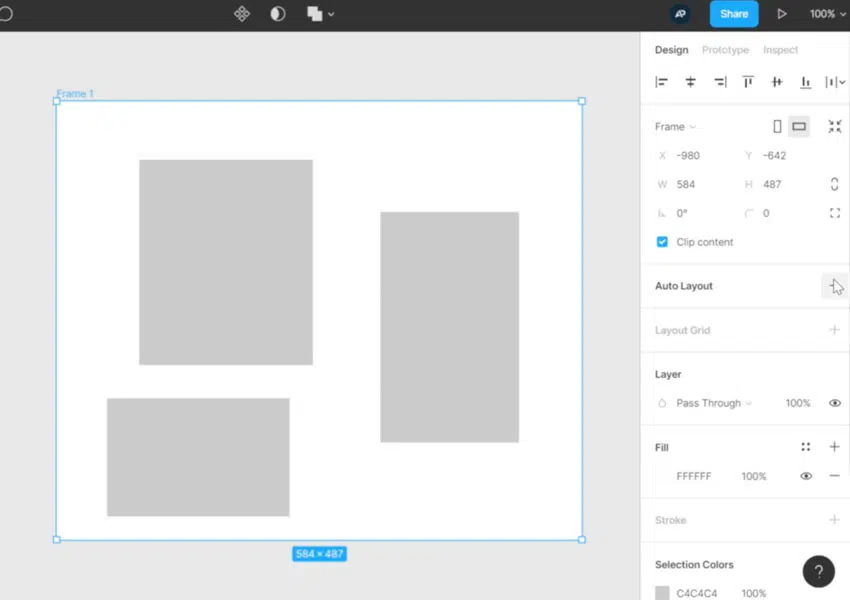 AP Share 100%
Design Prototype Inspect
Frame 1
Frame
X -980 Y -642
W 584 H 487
0° 0
Clip content
Auto Layout
Layout Grid
Layer
Pass Through 100%
Fill
FFFFFF 100%
Stroke
584 × 487
Selection Colors
?
C4C4C4 100%